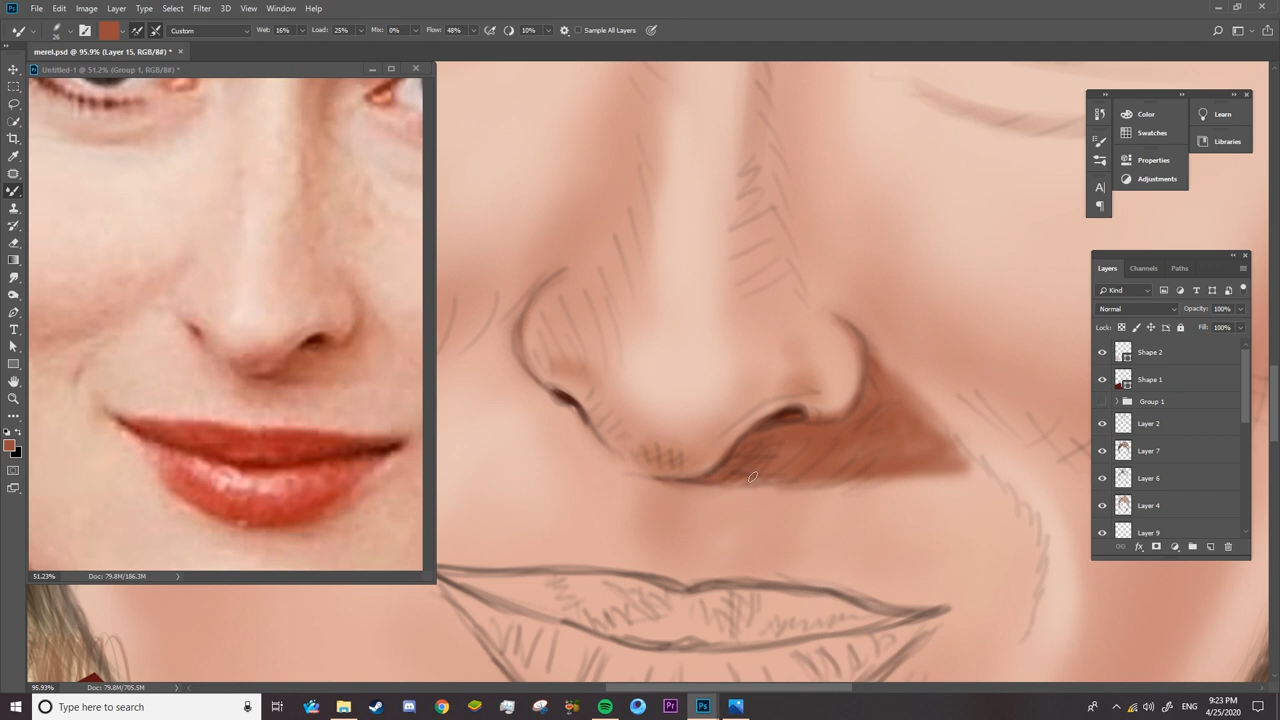 File Edit Image Layer Type Select Filter 3D View Window Help
Custom Wet: 16% Load: 25% Mix: 0% Flow: 48% 10% Sample All Layers
merel.psd @ 95.9% (Layer 15, RGB/8#) *
Untitled-1 @ 51.2% (Group 1, RGB/8#) *
Color
Learn
Swatches
Libraries
Properties
Adjustments
Layers Channels Paths
Kind
Normal Opacity: 100%
Lock: Fill: 100%
Shape 2
Shape 1
Group 1
Layer 2
Layer 7
Layer 6
Layer 4
Layer 9
51.23% Doc: 79.8M/186.3M
95.93% Doc: 79.8M/705.5M
Type here to search
ENG
9:23 PM
4/25/2020